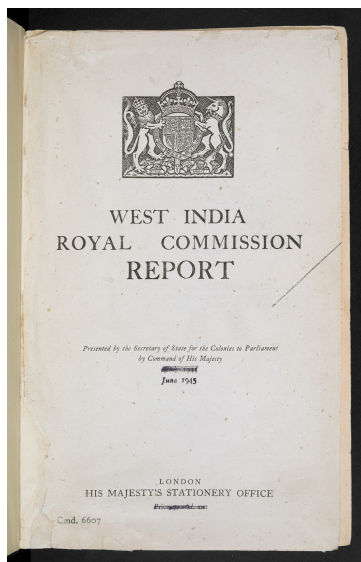 WEST INDIA
ROYAL COMMISSION
REPORT
Presented by the Secretary of State for the Colonies to Parliament
by Command of His Majesty
June 1945
LONDON
HIS MAJESTY'S STATIONERY OFFICE
Cmd. 6607